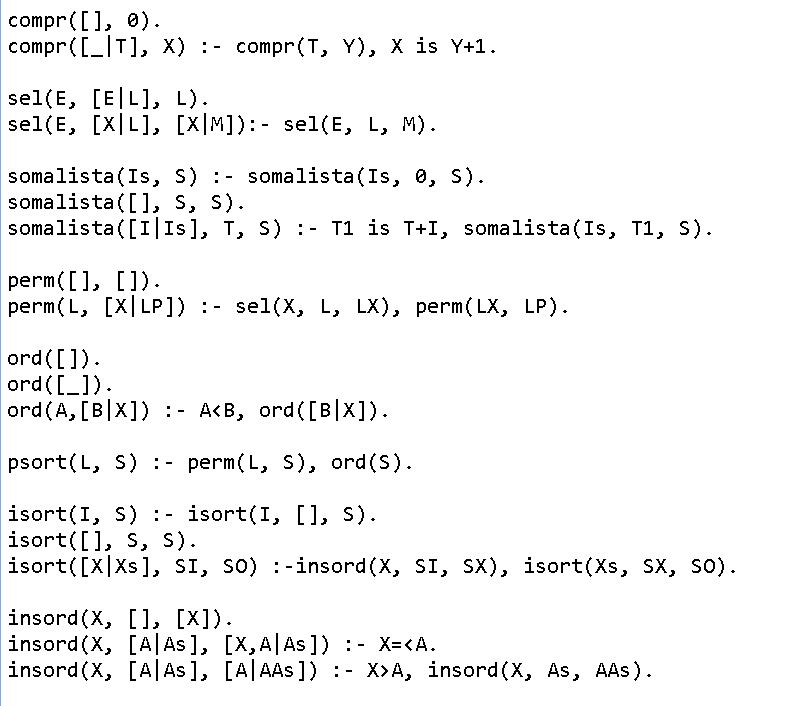 compr([], 0).
compr([_|T], X) :- compr(T, Y), X is Y+1.
sel(E, [E|L], L).
sel(E, [X|L], [X|M]):- sel(E, L, M).
somalista(Is, S) :- somalista(Is, 0, S).
somalista([], S, S).
somalista([I|Is], T, S) :- T1 is T+I, somalista(Is, T1, S).
perm([], []).
perm(L, [X|LP]) :- sel(X, L, LX), perm(LX, LP).
ord([]).
ord([_]).
ord(A,[B|X]) :- A<B, ord([B|X]).
psort(L, S) :- perm(L, S), ord(S).
isort(I, S) :- isort(I, [], S).
isort([], S, S).
isort([X|Xs], SI, SO) :-insord(X, SI, SX), isort(Xs, SX, SO).
insord(X, [], [X]).
insord(X, [A|As], [X,A|As]) :- X=<A.
insord(X, [A|As], [A|AAs]) :- X>A, insord(X, As, AAs).